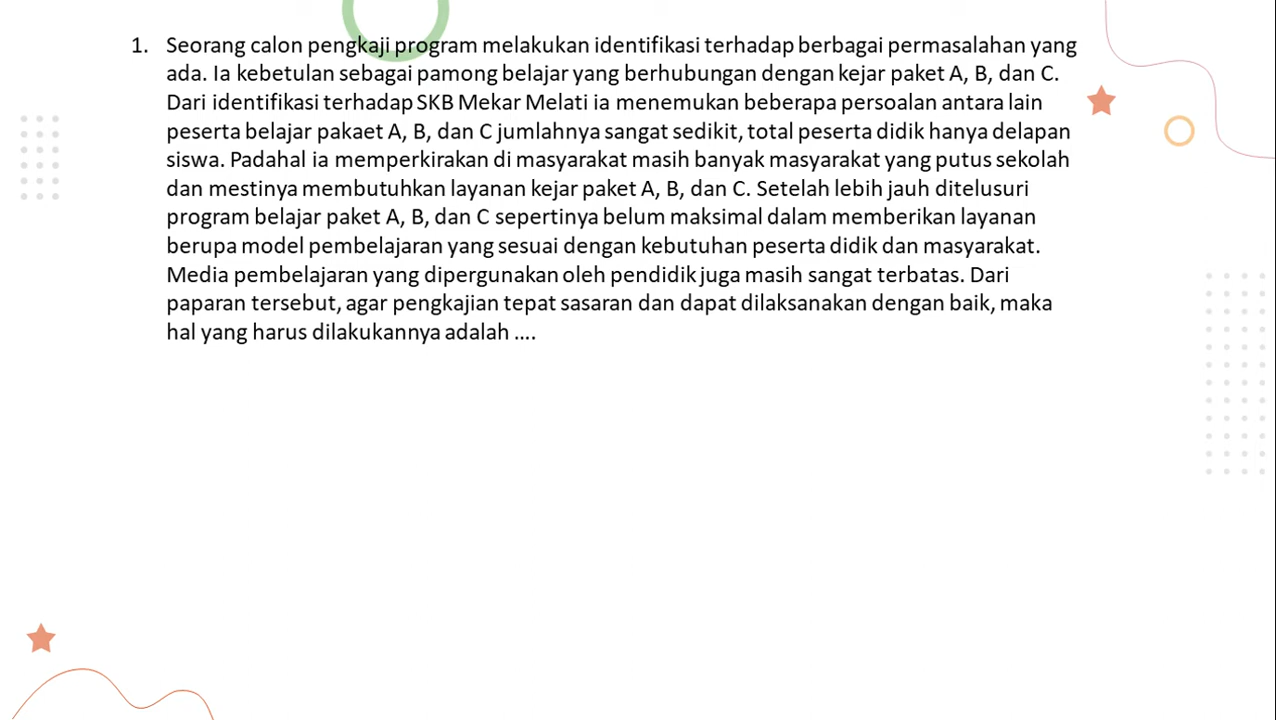 1. Seorang calon pengkaji program melakukan identifikasi terhadap berbagai permasalahan yang
ada. Ia kebetulan sebagai pamong belajar yang berhubungan dengan kejar paket A, B, dan C.
Dari identifikasi terhadap SKB Mekar Melati ia menemukan beberapa persoalan antara lain
peserta belajar pakaet A, B, dan C jumlahnya sangat sedikit, total peserta didik hanya delapan
siswa. Padahal ia memperkirakan di masyarakat masih banyak masyarakat yang putus sekolah
dan mestinya membutuhkan layanan kejar paket A, B, dan C. Setelah lebih jauh ditelusuri
program belajar paket A, B, dan C sepertinya belum maksimal dalam memberikan layanan
berupa model pembelajaran yang sesuai dengan kebutuhan peserta didik dan masyarakat.
Media pembelajaran yang dipergunakan oleh pendidik juga masih sangat terbatas. Dari
paparan tersebut, agar pengkajian tepat sasaran dan dapat dilaksanakan dengan baik, maka
hal yang harus dilakukannya adalah ....